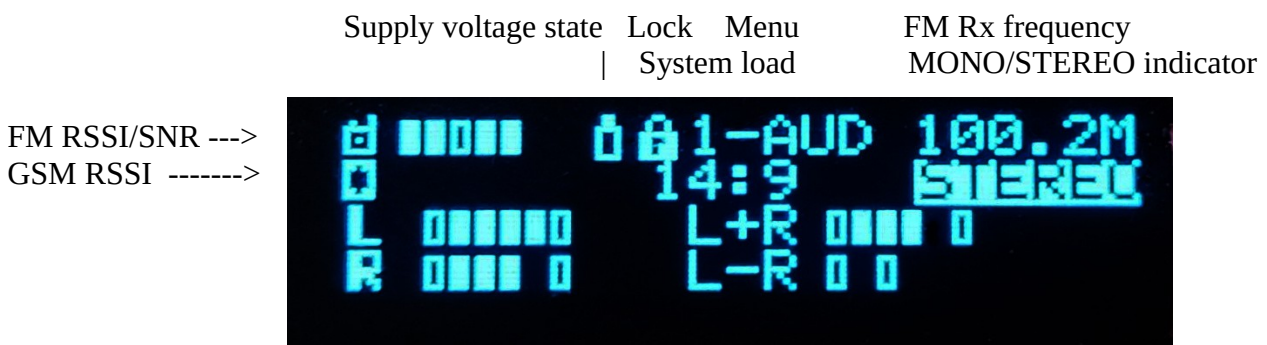 Supply voltage state Lock Menu FM Rx frequency
| System load MONO/STEREO indicator
FM RSSI/SNR ---> 1-AUD 100.2M
GSM RSSI -------> 14:9 STEREO
L L+R
R L-R